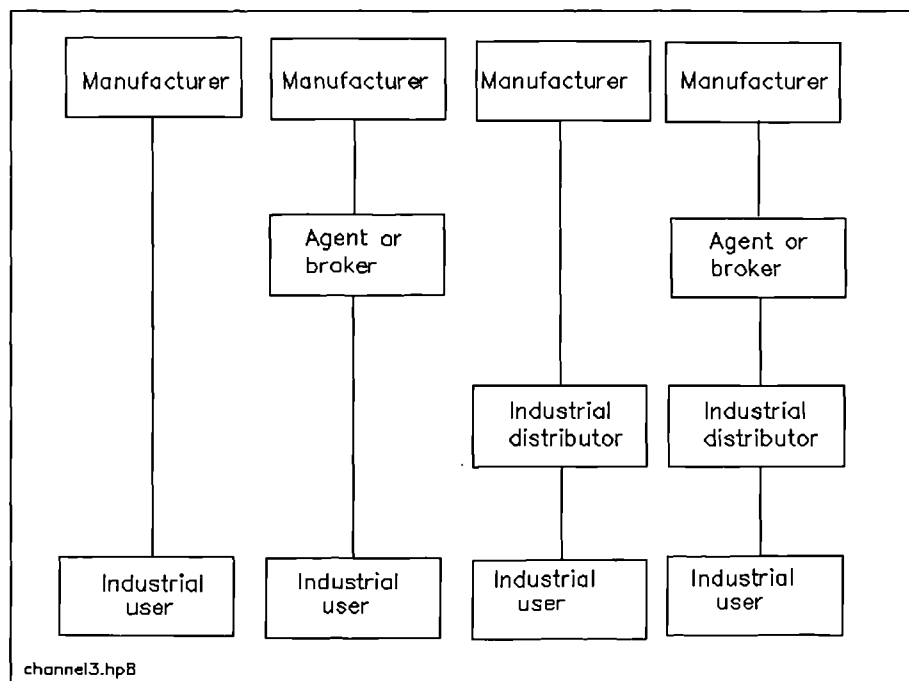 Manufacturer
Manufacturer
Manufacturer
Manufacturer
Agent or
broker
Agent or
broker
Industrial
distributor
Industrial
distributor
Industrial
user
Industrial
user
Industrial
user
Industrial
user
channel3.hpB